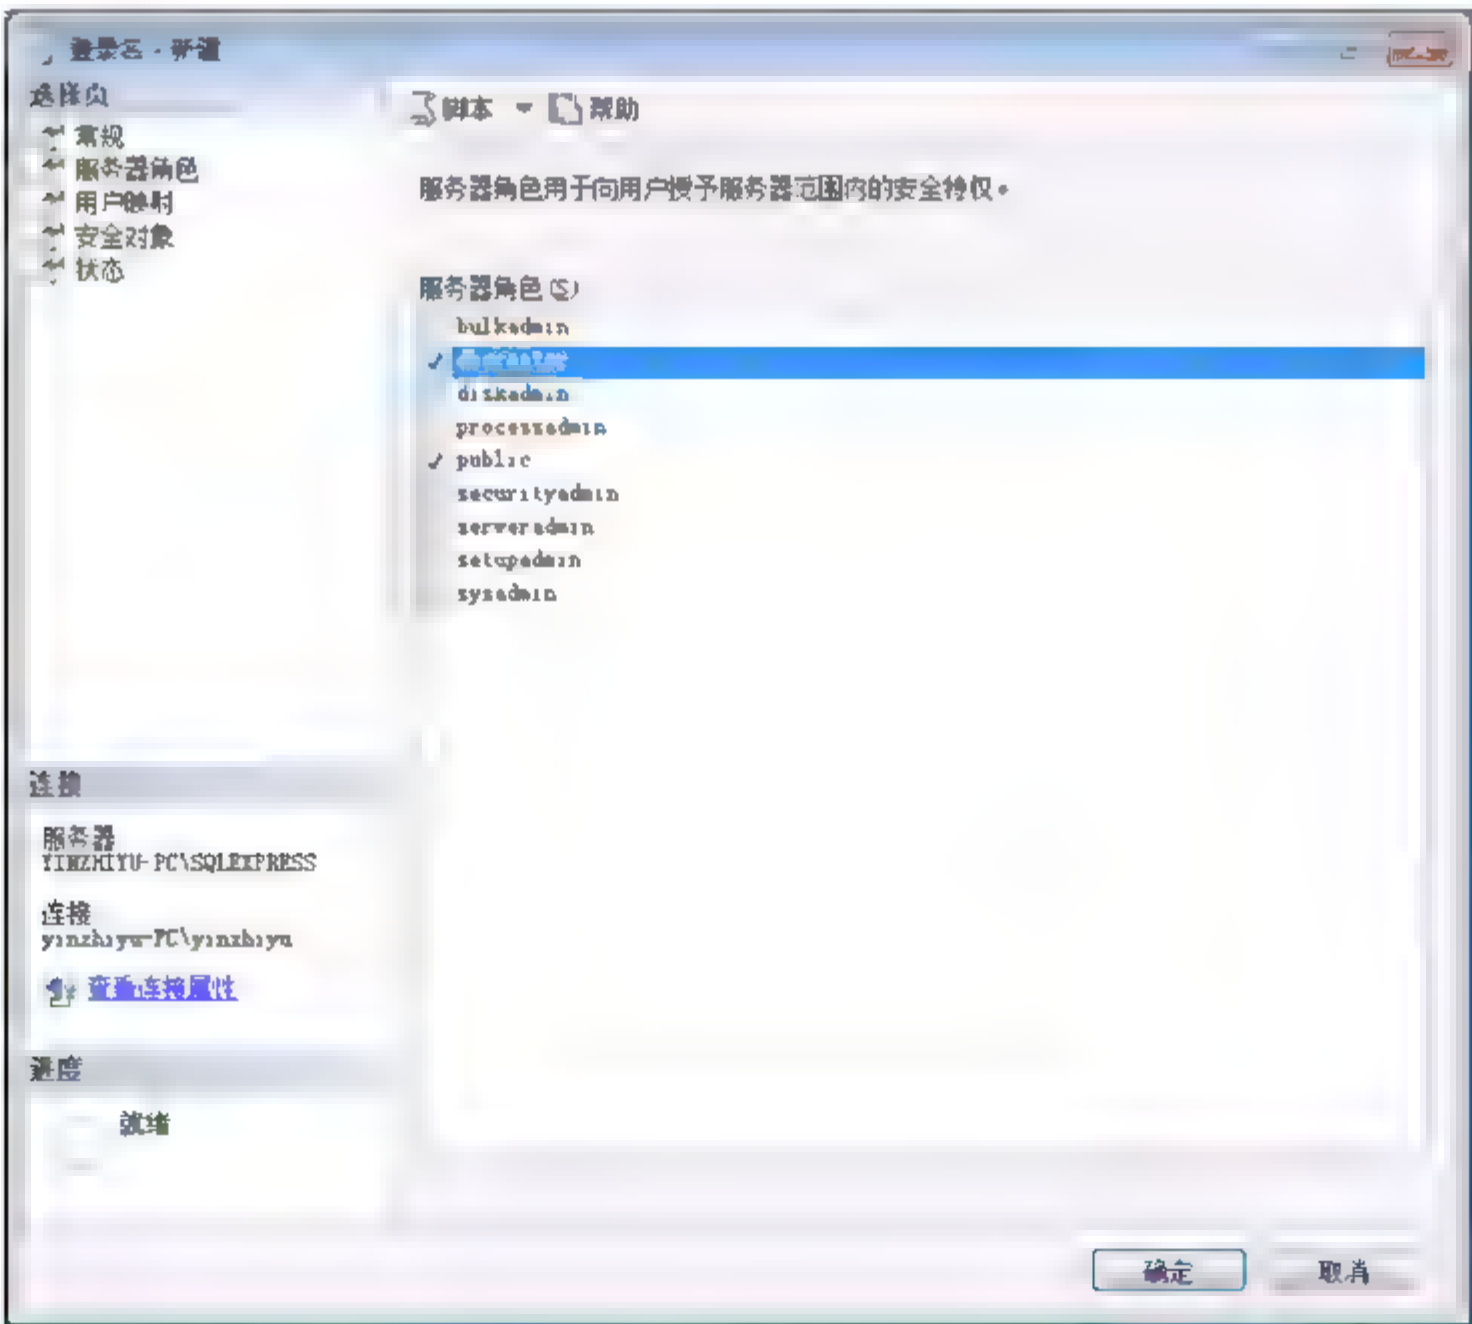 登录名 - 新建
选择页
常规
服务器角色
用户映射
安全对象
状态
脚本 帮助
服务器角色用于向用户授予服务器范围内的安全特权。
服务器角色(S)
bulkadmin
diskadmin
processadmin
public
securityadmin
serveradmin
setupadmin
sysadmin
连接
服务器
YINZHIYU-PC\SQLEXPRESS
连接
yinzhiyu-PC\yinzhiyu
查看连接属性
进度
就绪
确定 取消